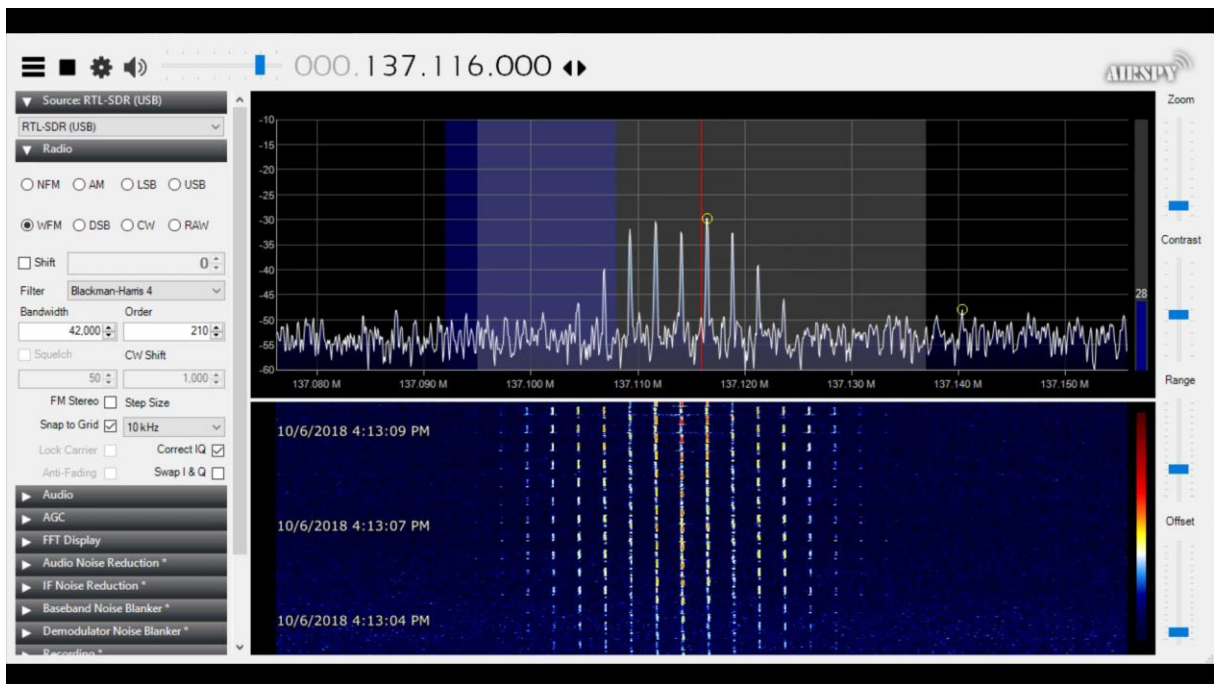 000.137.116.000
AIRSPY
Source: RTL-SDR (USB)
RTL-SDR (USB)
Radio
NFM AM LSB USB
WFM DSB CW RAW
Shift 0
Filter Blackman-Harris 4
Bandwidth Order
42,000 210
Squelch CW Shift
50 1,000
FM Stereo Step Size
Snap to Grid 10 kHz
Lock Carrier Correct IQ
Anti-Fading Swap I & Q
Audio
AGC
FFT Display
Audio Noise Reduction *
IF Noise Reduction *
Baseband Noise Blanker *
Demodulator Noise Blanker *
Recording *
-10
-15
-20
-25
-30
-35
-40
-45
-50
-55
-60
137.080 M 137.090 M 137.100 M 137.110 M 137.120 M 137.130 M 137.140 M 137.150 M
28
10/6/2018 4:13:09 PM
10/6/2018 4:13:07 PM
10/6/2018 4:13:04 PM
Zoom
Contrast
Range
Offset